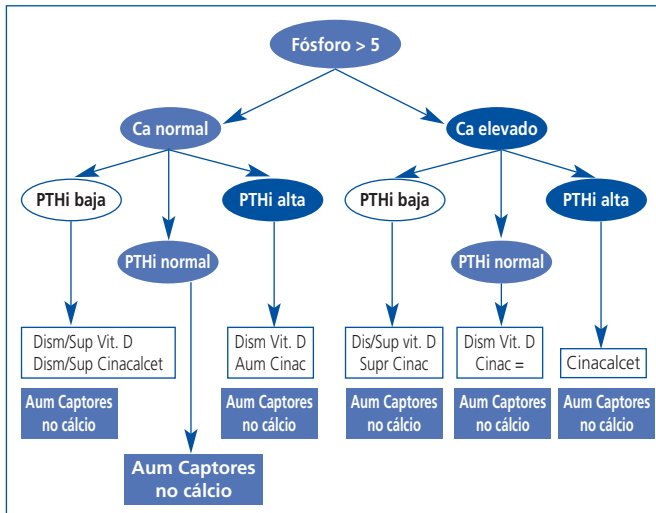 Fósforo > 5
Ca normal
Ca elevado
PTHi baja
PTHi alta
PTHi baja
PTHi alta
PTHi normal
PTHi normal
Dism/Sup Vit. D
Dism/Sup Cinacalcet
Dism Vit. D
Aum Cinac
Dis/Sup vit. D
Supr Cinac
Dism Vit. D
Cinac =
Cinacalcet
Aum Captores
no cálcio
Aum Captores
no cálcio
Aum Captores
no cálcio
Aum Captores
no cálcio
Aum Captores
no cálcio
Aum Captores
no cálcio